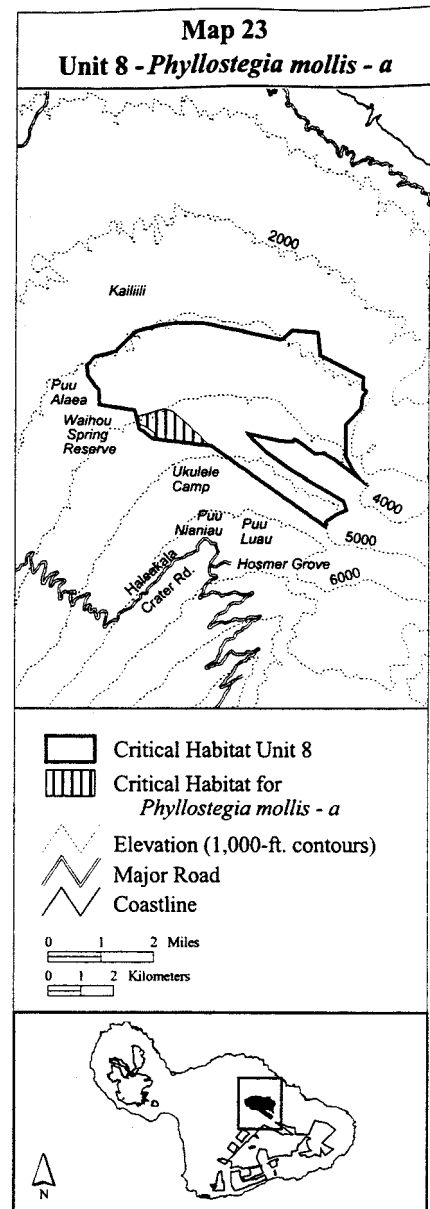 Map 23
Unit 8 - Phyllostegia mollis - a
2000
Kailiili
Puu
Alaea
Waihou
Spring
Reserve
Ukulele
Camp
4000
Puu
Nianiau
Puu
Luau
5000
Hosmer Grove
6000
Haleakala
Crater Rd.
Critical Habitat Unit 8
Critical Habitat for
Phyllostegia mollis - a
Elevation (1,000-ft. contours)
Major Road
Coastline
0 1 2 Miles
0 1 2 Kilometers
N